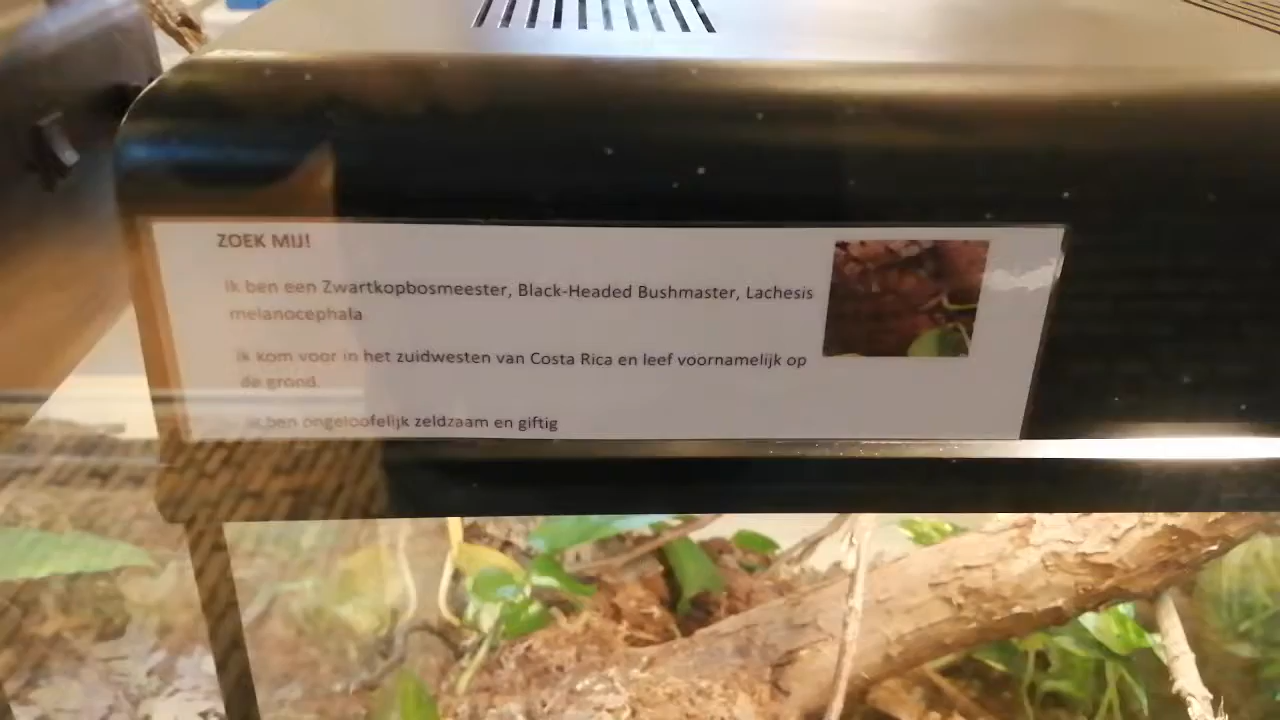 ZOEK MIJ!
Ik ben een Zwartkopbosmeester, Black-Headed Bushmaster, Lachesis
melanocephala
Ik kom voor in het zuidwesten van Costa Rica en leef voornamelijk op
de grond.
Ik ben ongeloofelijk zeldzaam en giftig